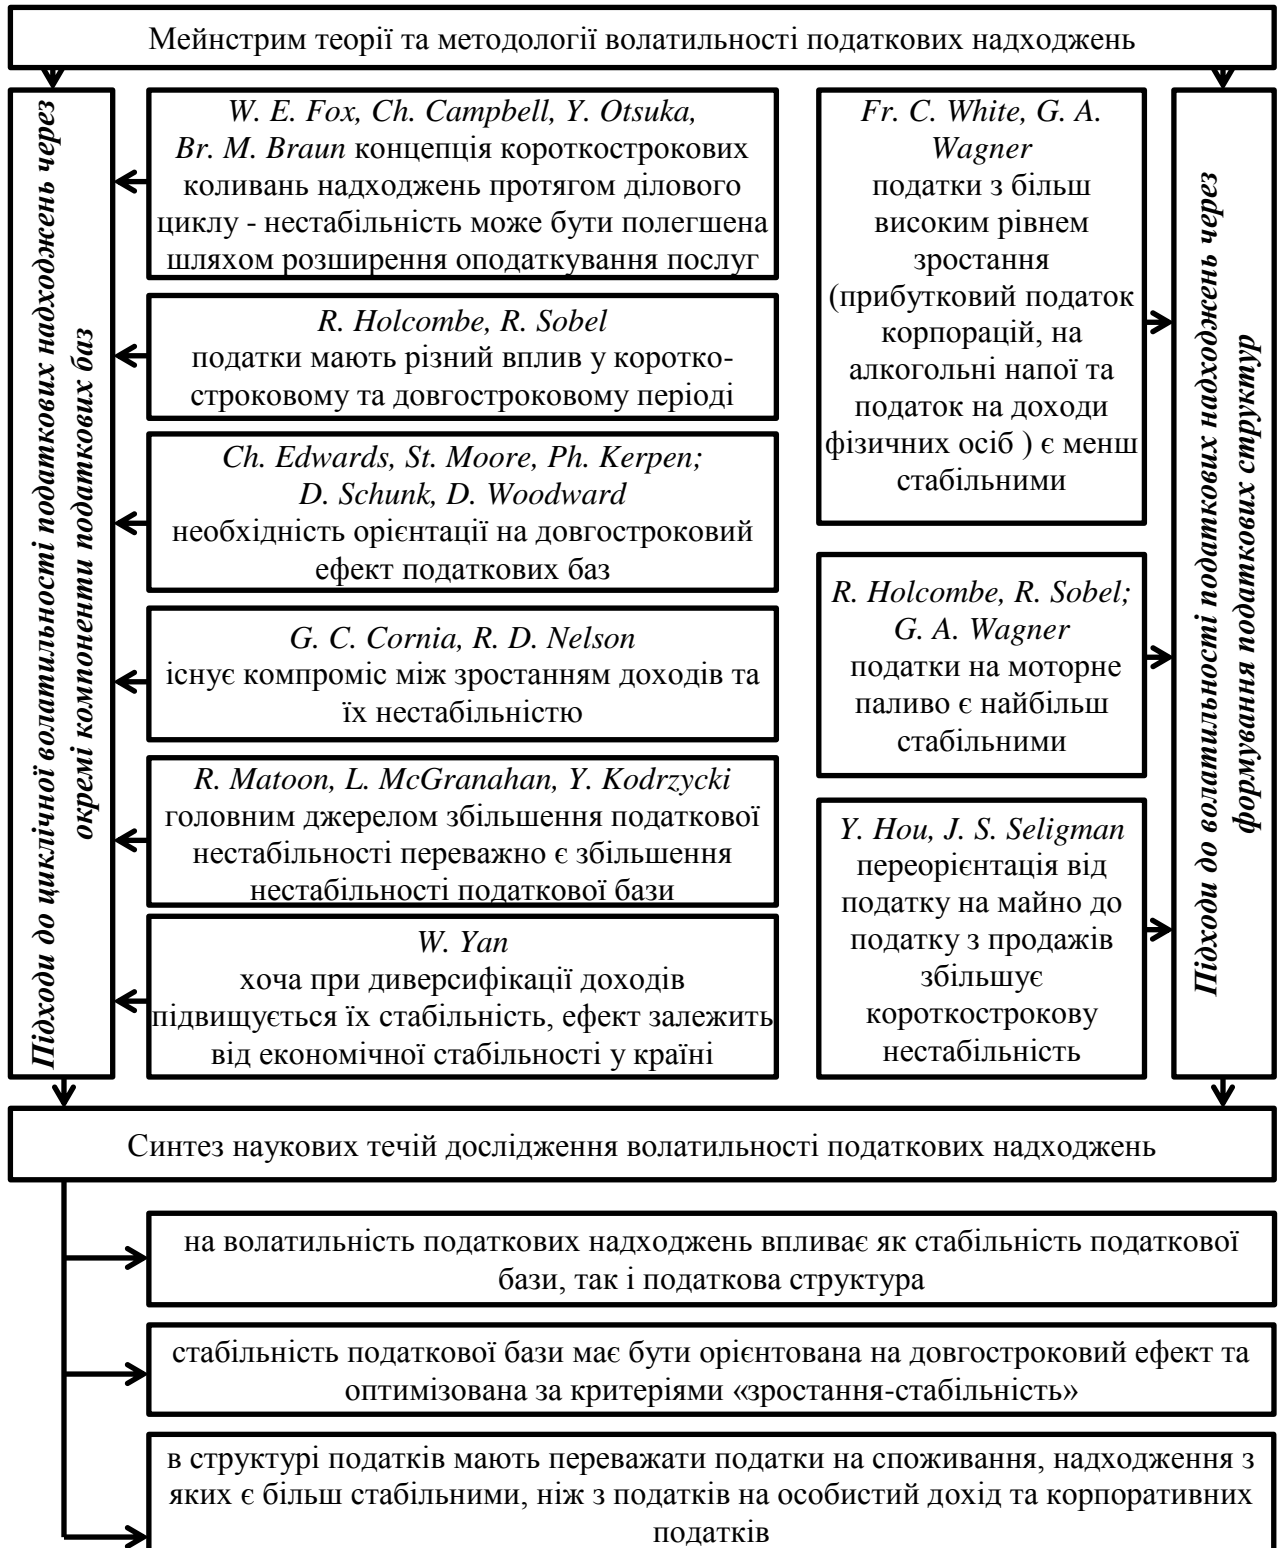 Мейнстрим теорії та методології волатильності податкових надходжень
Підходи до циклічної волатильності податкових надходжень через
окремі компоненти податкових баз
W. E. Fox, Ch. Campbell, Y. Otsuka,
Br. M. Braun концепція короткострокових
коливань надходжень протягом ділового
циклу - нестабільність може бути полегшена
шляхом розширення оподаткування послуг
R. Holcombe, R. Sobel
податки мають різний вплив у коротко-
строковому та довгостроковому періоді
Ch. Edwards, St. Moore, Ph. Kerpen;
D. Schunk, D. Woodward
необхідність орієнтації на довгостроковий
ефект податкових баз
G. C. Cornia, R. D. Nelson
існує компроміс між зростанням доходів та
їх нестабільністю
R. Matoon, L. McGranahan, Y. Kodrzycki
головним джерелом збільшення податкової
нестабільності переважно є збільшення
нестабільності податкової бази
W. Yan
хоча при диверсифікації доходів
підвищується їх стабільність, ефект залежить
від економічної стабільності у країні
Fr. C. White, G. A.
Wagner
податки з більш
високим рівнем
зростання
(прибутковий податок
корпорацій, на
алкогольні напої та
податок на доходи
фізичних осіб ) є менш
стабільними
R. Holcombe, R. Sobel;
G. A. Wagner
податки на моторне
паливо є найбільш
стабільними
Y. Hou, J. S. Seligman
переорієнтація від
податку на майно до
податку з продажів
збільшує
короткострокову
нестабільність
Підходи до волатильності податкових надходжень через
формування податкових структур
Синтез наукових течій дослідження волатильності податкових надходжень
на волатильність податкових надходжень впливає як стабільність податкової
бази, так і податкова структура
стабільність податкової бази має бути орієнтована на довгостроковий ефект та
оптимізована за критеріями «зростання-стабільність»
в структурі податків мають переважати податки на споживання, надходження з
яких є більш стабільними, ніж з податків на особистий дохід та корпоративних
податків